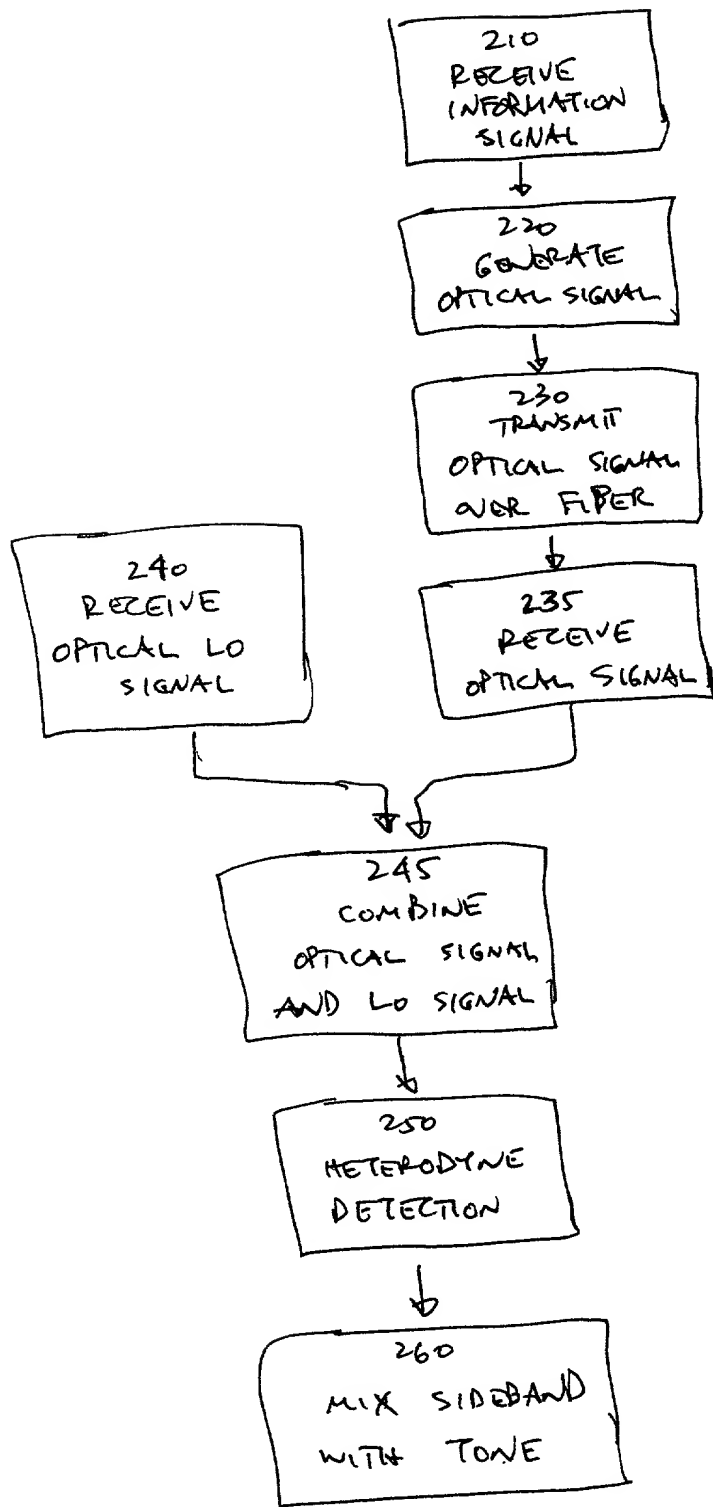 210
RECEIVE
INFORMATION
SIGNAL
220
GENERATE
OPTICAL SIGNAL
230
TRANSMIT
OPTICAL SIGNAL
OVER FIBER
240
RECEIVE
OPTICAL LO
SIGNAL
235
RECEIVE
OPTICAL SIGNAL
245
COMBINE
OPTICAL SIGNAL
AND LO SIGNAL
250
HETERODYNE
DETECTION
260
MIX SIDEBAND
WITH TONE